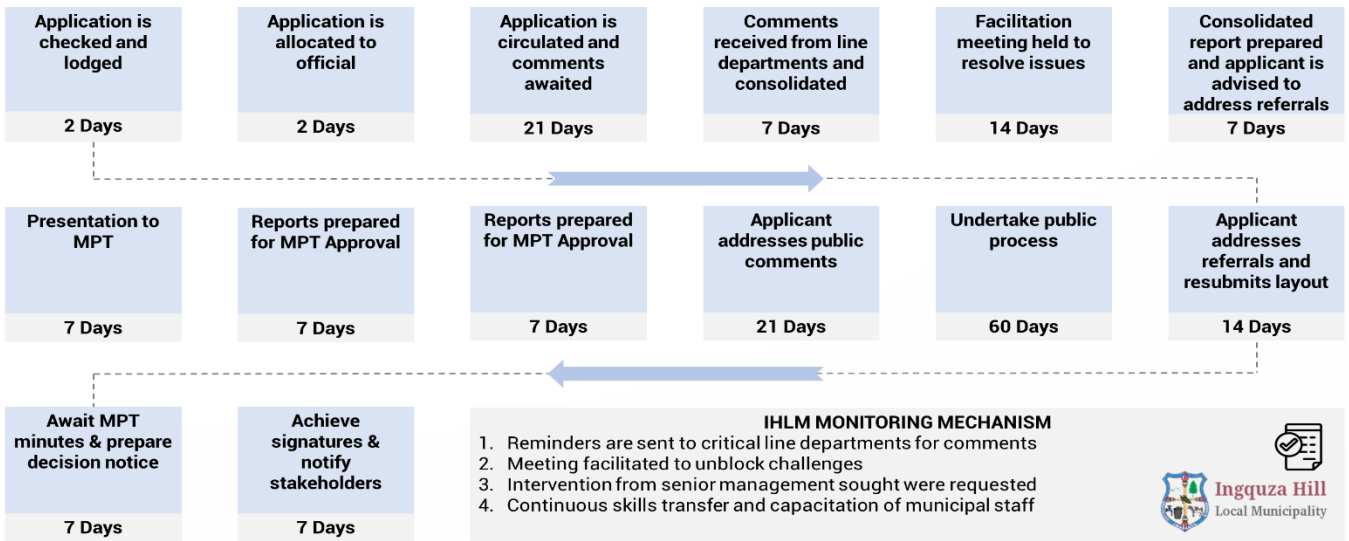 Application is
checked and
lodged
2 Days
Application is
allocated to
official
2 Days
Application is
circulated and
comments
awaited
21 Days
Comments
received from line
departments and
consolidated
7 Days
Facilitation
meeting held to
resolve issues
14 Days
Consolidated
report prepared
and applicant is
advised to
address referrals
7 Days
Presentation to
MPT
7 Days
Reports prepared
for MPT Approval
7 Days
Reports prepared
for MPT Approval
7 Days
Applicant
addresses public
comments
21 Days
Undertake public
process
60 Days
Applicant
addresses
referrals and
resubmits layout
14 Days
Await MPT
minutes & prepare
decision notice
7 Days
Achieve
signatures &
notify
stakeholders
7 Days
IHLM MONITORING MECHANISM
1. Reminders are sent to critical line departments for comments
2. Meeting facilitated to unblock challenges
3. Intervention from senior management sought were requested
4. Continuous skills transfer and capacitation of municipal staff
Ingquza Hill
Local Municipality